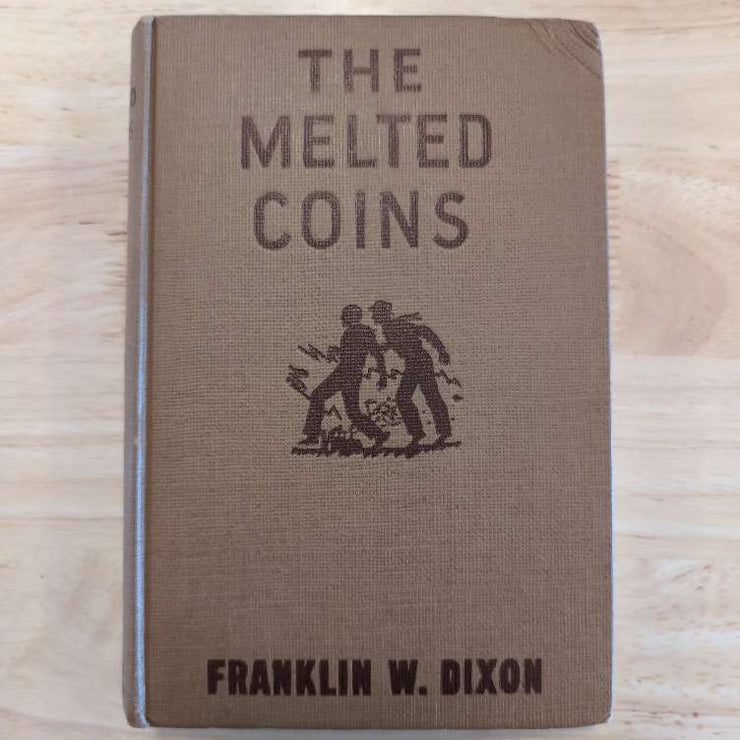 THE
MELTED
COINS
FRANKLIN W. DIXON